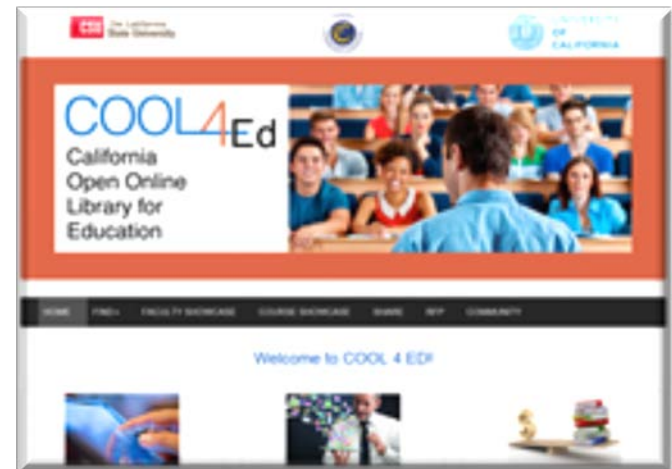 CSU The California
State University
UNIVERSITY
OF
CALIFORNIA
COOL4Ed
California
Open Online
Library for
Education
HOME FIND+ FACULTY SHOWCASE COURSE SHOWCASE SHARE RFP COMMUNITY
Welcome to COOL 4 ED!